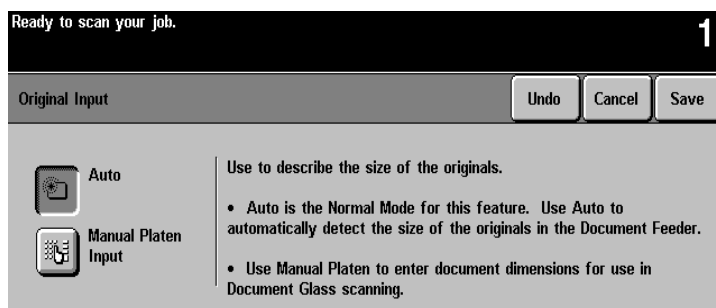 Ready to scan your job.
1
Original Input
Undo
Cancel
Save
Auto
Manual Platen
Input
Use to describe the size of the originals.
• Auto is the Normal Mode for this feature. Use Auto to
automatically detect the size of the originals in the Document Feeder.
• Use Manual Platen to enter document dimensions for use in
Document Glass scanning.